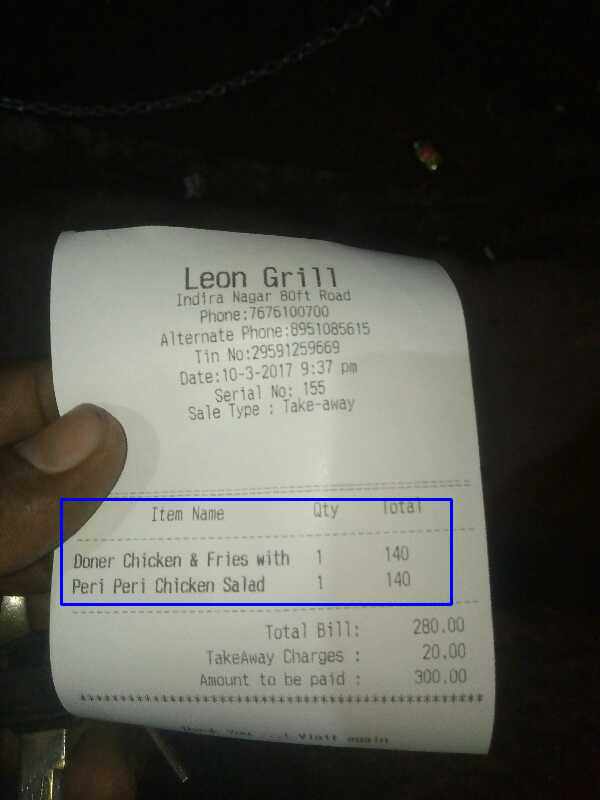 Leon Grill
Indira Nagar 80ft Road
Phone:7676100700
Alternate Phone:8951085615
Tin No:29591259669
Date:10-3-2017 9:37 pm
Serial No: 155
Sale Type : Take-away
Item Name Qty Total
Doner Chicken & Fries with 1 140
Peri Peri Chicken Salad 1 140
Total Bill: 280.00
TakeAway Charges : 20.00
Amount to be paid : 300.00
*****************************************************
Thank You ...! Visit again